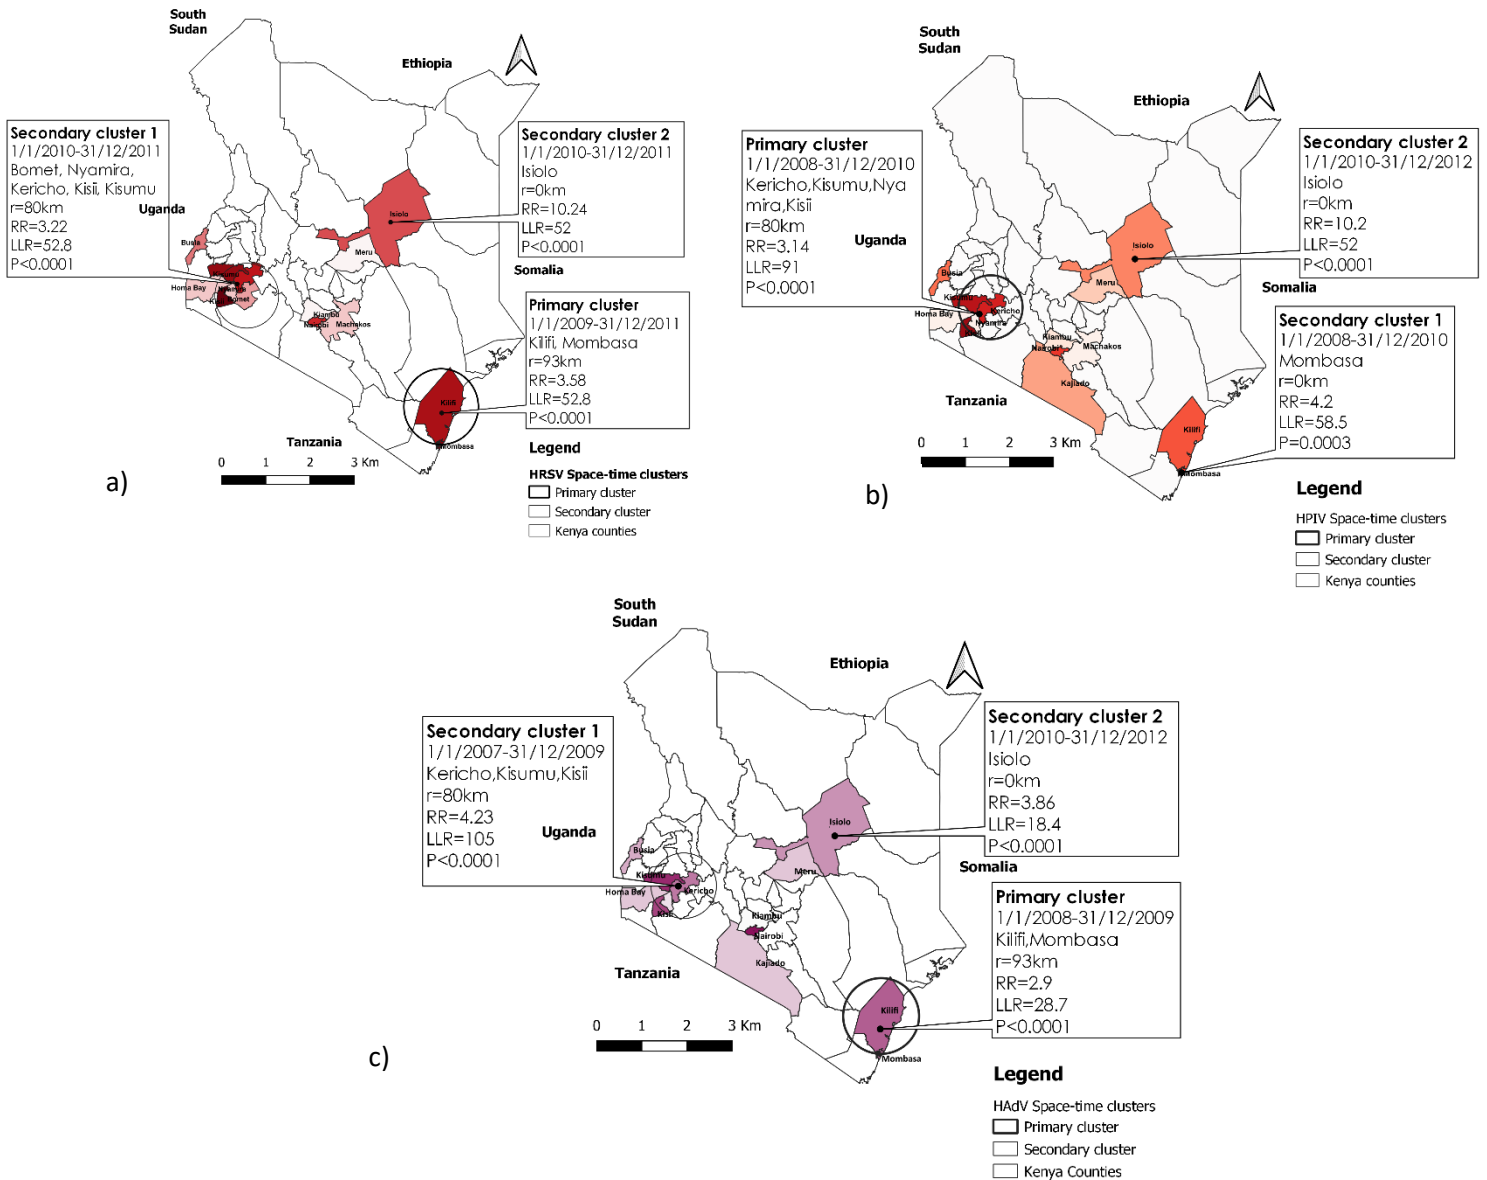 South
Sudan
Ethiopia
Secondary cluster 1
1/1/2010-31/12/2011
Bomet, Nyamira,
Kericho, Kisii, Kisumu
r=80km
RR=3.22
LLR=52.8
P<0.0001
Uganda
Secondary cluster 2
1/1/2010-31/12/2011
Isiolo
r=0km
RR=10.24
LLR=52
P<0.0001
Isiolo
Meru
Busia
Kisumu
Homa Bay
Bomet
Kiambu
Nairobi
Machakos
Somalia
Primary cluster
1/1/2009-31/12/2011
Kilifi, Mombasa
r=93km
RR=3.58
LLR=52.8
P<0.0001
Kilifi
Mombasa
Tanzania
0 1 2 3 Km
a)
Legend
HRSV Space-time clusters
Primary cluster
Secondary cluster
Kenya counties
South
Sudan
Ethiopia
Primary cluster
1/1/2008-31/12/2010
Kericho,Kisumu,Nya
mira,Kisii
r=80km
RR=3.14
LLR=91
P<0.0001
Uganda
Secondary cluster 2
1/1/2010-31/12/2012
Isiolo
r=0km
RR=10.2
LLR=52
P<0.0001
Isiolo
Meru
Busia
Kisumu
Kericho
Homa Bay
Nyamira
Kiambu
Nairobi
Machakos
Kajiado
Somalia
Secondary cluster 1
1/1/2008-31/12/2010
Mombasa
r=0km
RR=4.2
LLR=58.5
P=0.0003
Tanzania
Kilifi
Mombasa
0 1 2 3 Km
b)
Legend
HPIV Space-time clusters
Primary cluster
Secondary cluster
Kenya counties
South
Sudan
Ethiopia
Secondary cluster 1
1/1/2007-31/12/2009
Kericho,Kisumu,Kisii
r=80km
RR=4.23
LLR=105
P<0.0001
Uganda
Secondary cluster 2
1/1/2010-31/12/2012
Isiolo
r=0km
RR=3.86
LLR=18.4
P<0.0001
Isiolo
Meru
Busia
Kisumu
Kericho
Homa Bay
Kisii
Kiambu
Nairobi
Kajiado
Somalia
Primary cluster
1/1/2008-31/12/2009
Kilifi,Mombasa
r=93km
RR=2.9
LLR=28.7
P<0.0001
Tanzania
Kilifi
Mombasa
0 1 2 3 Km
c)
Legend
HAdV Space-time clusters
Primary cluster
Secondary cluster
Kenya Counties